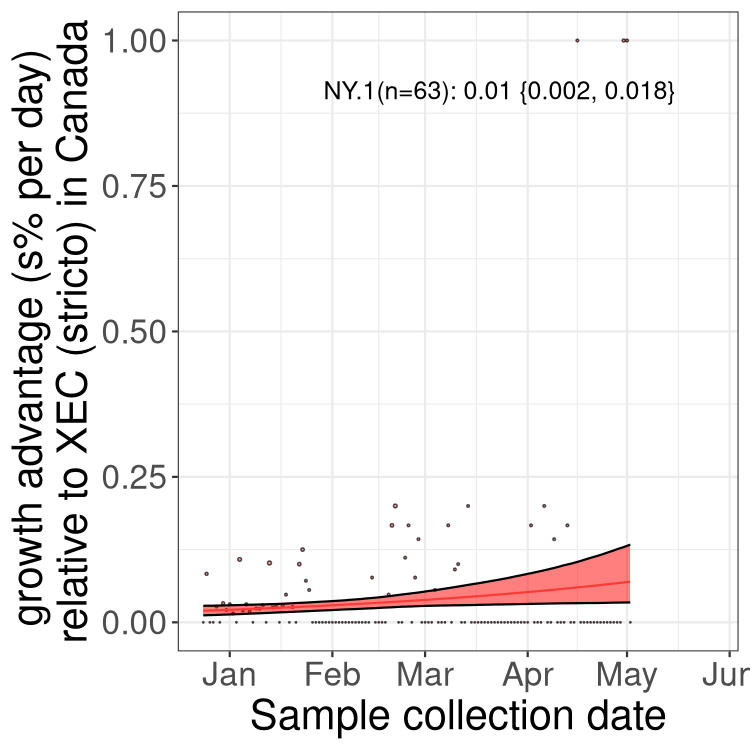 growth advantage (s% per day)
relative to XEC (stricto) in Canada
1.00
0.75
0.50
0.25
0.00
NY.1(n=63): 0.01 {0.002, 0.018}
Jan Feb Mar Apr May Jur
Sample collection date